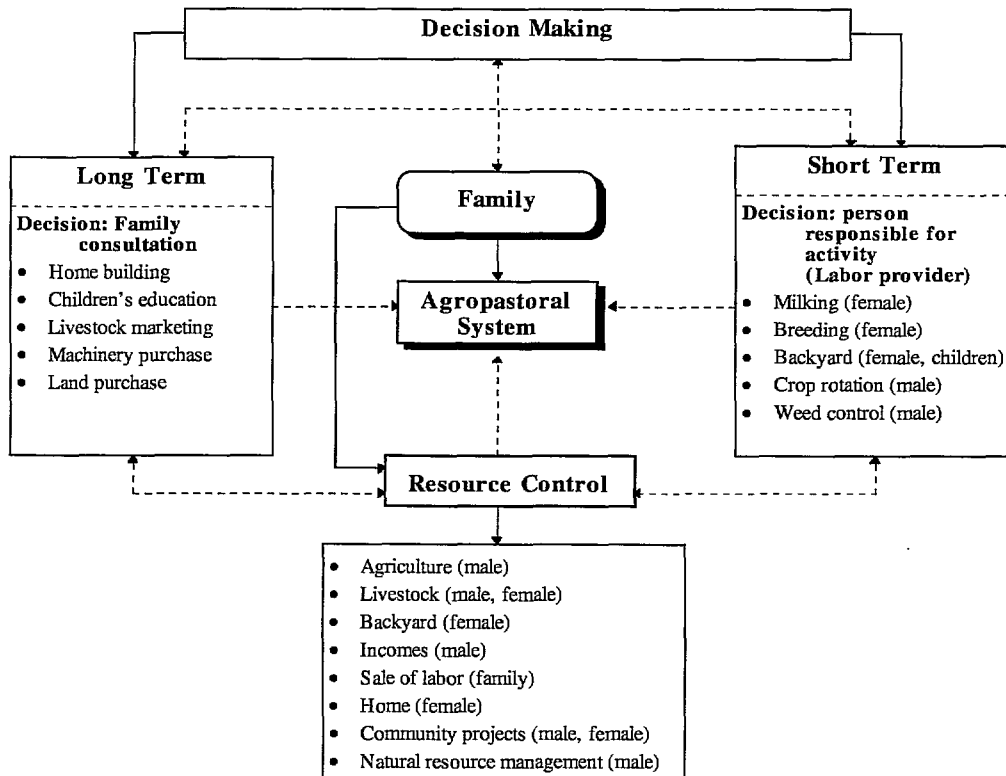 Decision Making
Long Term
Decision: Family
consultation
• Home building
• Children's education
• Livestock marketing
• Machinery purchase
• Land purchase
Family
Agropastoral
System
Short Term
Decision: person
responsible for
activity
(Labor provider)
• Milking (female)
• Breeding (female)
• Backyard (female, children)
• Crop rotation (male)
• Weed control (male)
Resource Control
• Agriculture (male)
• Livestock (male, female)
• Backyard (female)
• Incomes (male)
• Sale of labor (family)
• Home (female)
• Community projects (male, female)
• Natural resource management (male)